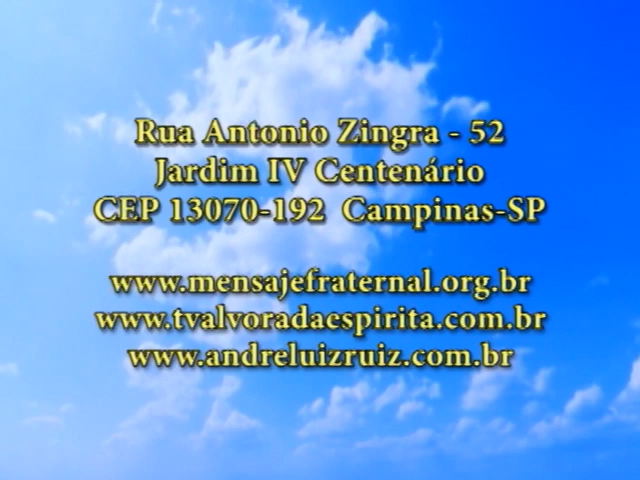 Rua Antonio Zingra - 52
Jardim IV Centenário
CEP 13070-192 Campinas-SP
www.mensajefraternal.org.br
www.tvalvoradaespirita.com.br
www.andreluizruiz.com.br